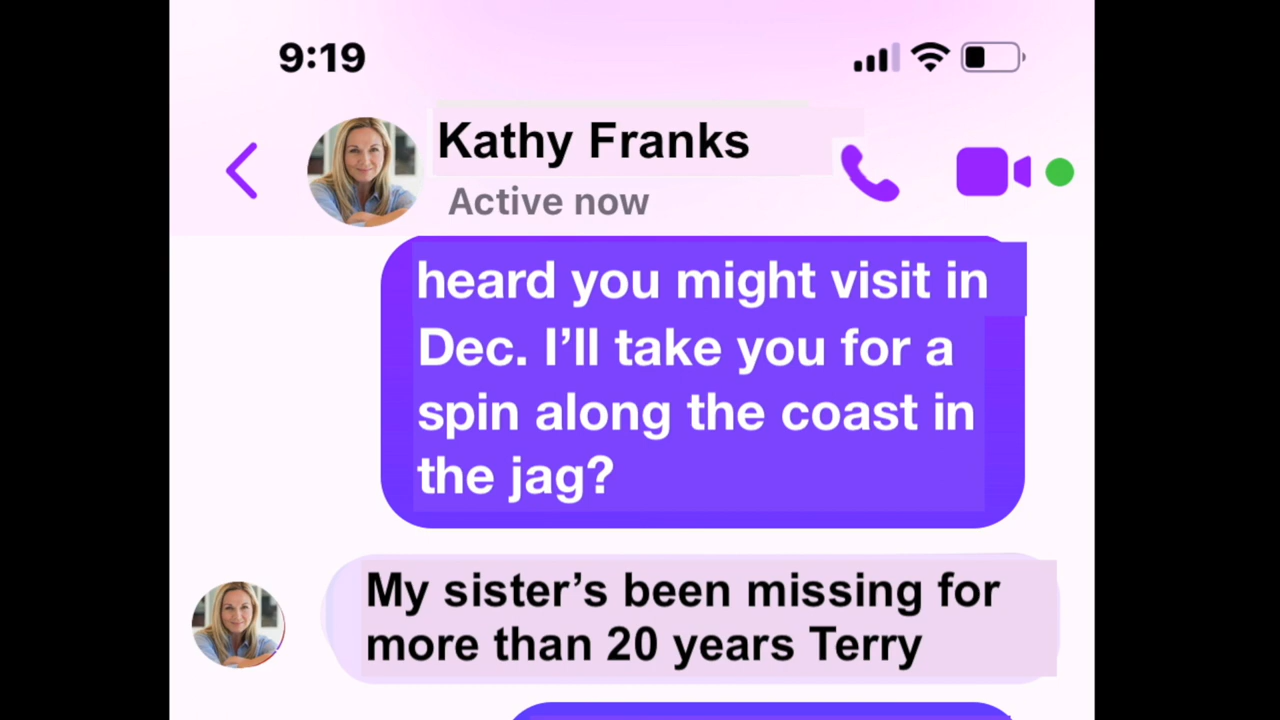 9:19
Kathy Franks
Active now
heard you might visit in
Dec. I’ll take you for a
spin along the coast in
the jag?
My sister’s been missing for
more than 20 years Terry